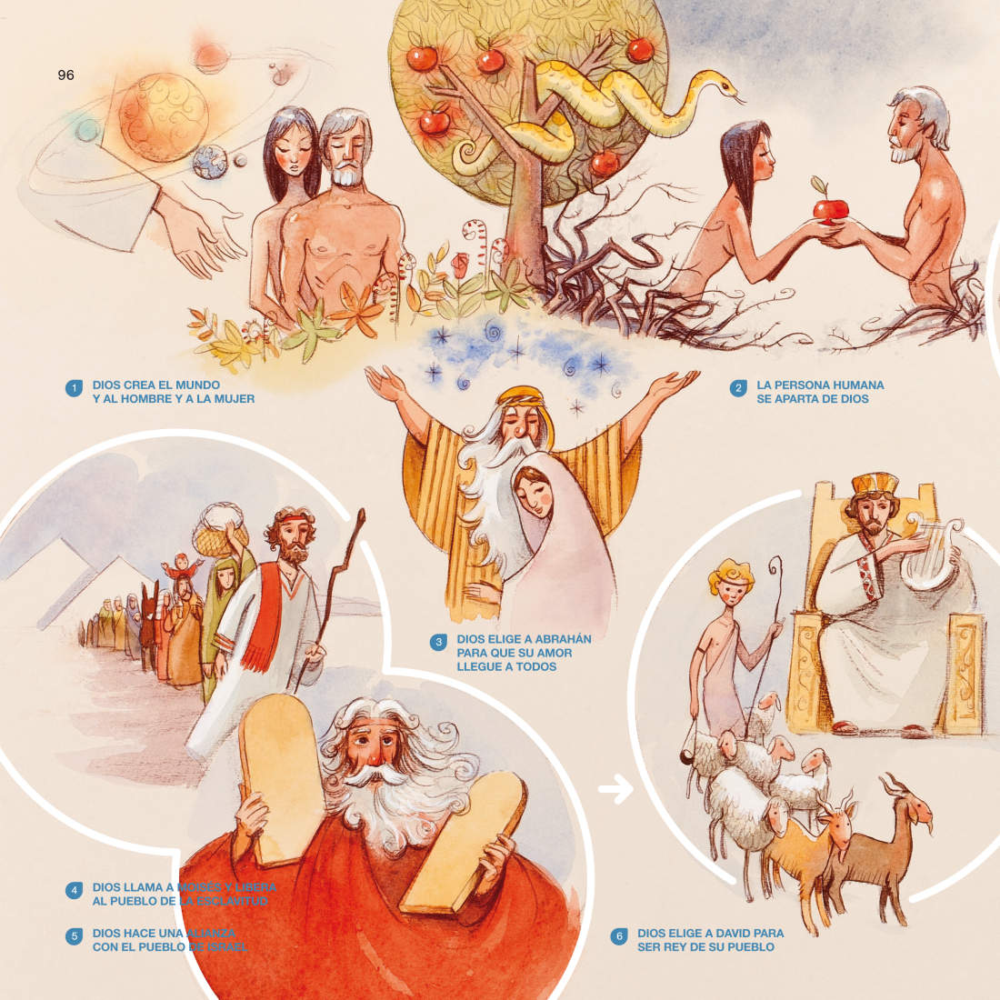 96
1 DIOS CREA EL MUNDO
Y AL HOMBRE Y A LA MUJER
2 LA PERSONA HUMANA
SE APARTA DE DIOS
3 DIOS ELIGE A ABRAHÁN
PARA QUE SU AMOR
LLEGUE A TODOS
4 DIOS LLAMA A MOISÉS Y LIBERA
AL PUEBLO DE LA ESCLAVITUD
5 DIOS HACE UNA ALIANZA
CON EL PUEBLO DE ISRAEL
6 DIOS ELIGE A DAVID PARA
SER REY DE SU PUEBLO